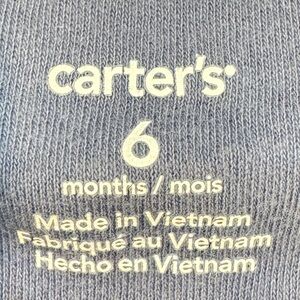 carter's
6
months / mois
Made in Vietnam
Fabriqué au Vietnam
Hecho en Vietnam